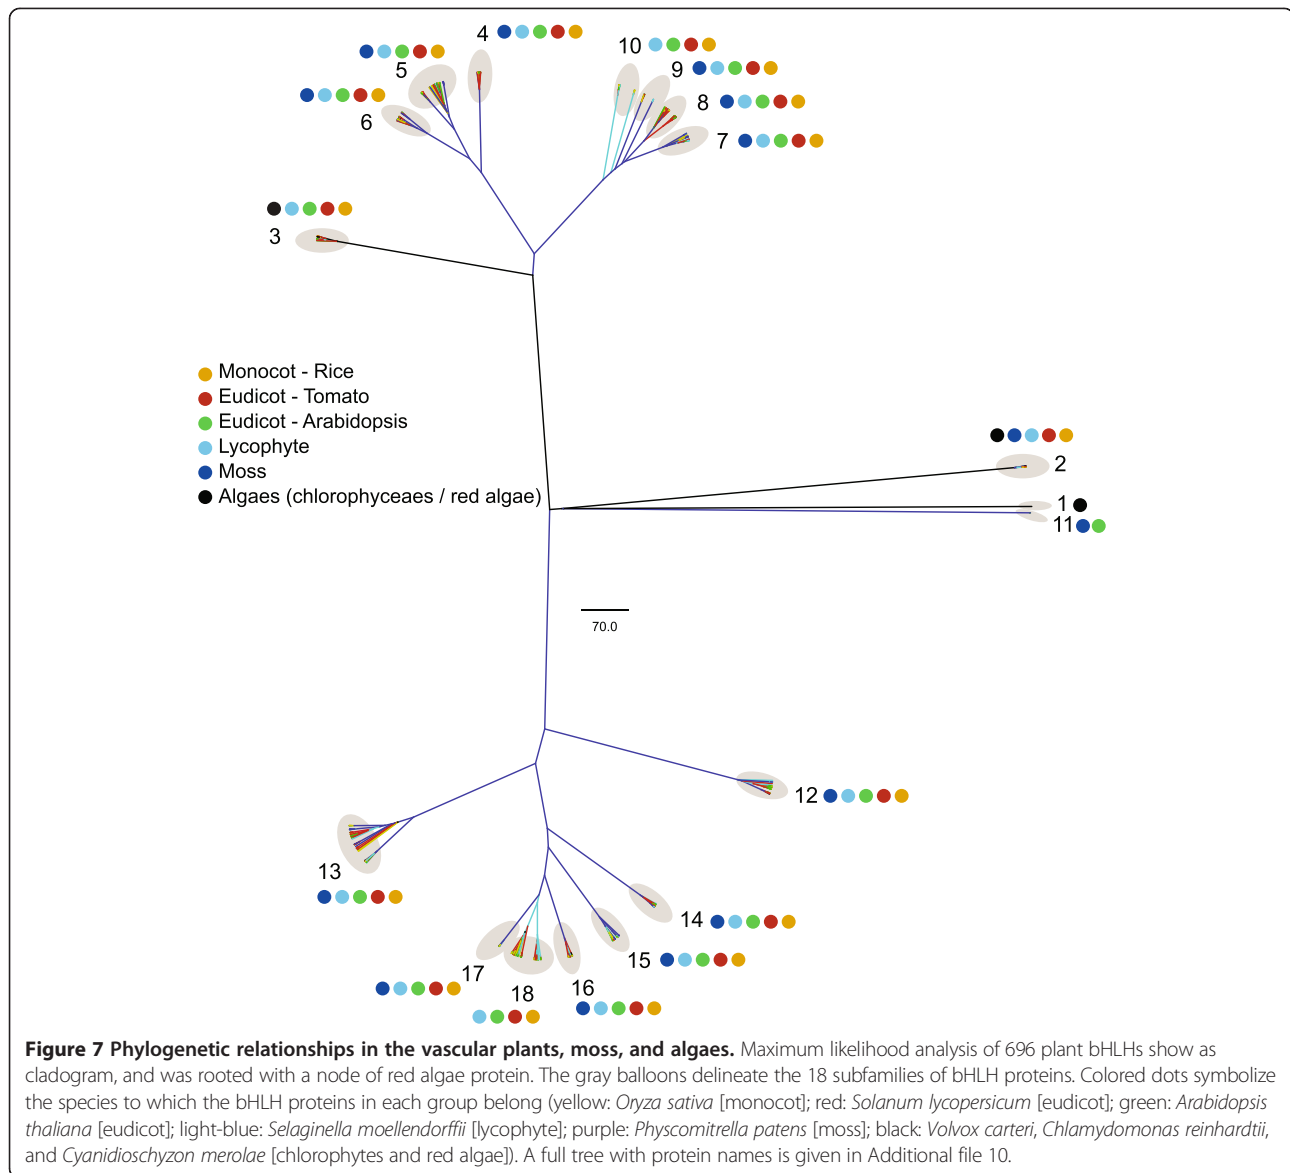 4
10
5
9
8
6
7
3
Monocot - Rice
Eudicot - Tomato
Eudicot - Arabidopsis
Lycophyte
Moss
Algaes (chlorophyceaes / red algae)
2
1
11
70.0
12
13
14
15
17
16
18
Figure 7 Phylogenetic relationships in the vascular plants, moss, and algaes. Maximum likelihood analysis of 696 plant bHLHs show as
cladogram, and was rooted with a node of red algae protein. The gray balloons delineate the 18 subfamilies of bHLH proteins. Colored dots symbolize
the species to which the bHLH proteins in each group belong (yellow: Oryza sativa [monocot]; red: Solanum lycopersicum [eudicot]; green: Arabidopsis
thaliana [eudicot]; light-blue: Selaginella moellendorffii [lycophyte]; purple: Physcomitrella patens [moss]; black: Volvox carteri, Chlamydomonas reinhardtii,
and Cyanidioschyzon merolae [chlorophytes and red algae]). A full tree with protein names is given in Additional file 10.